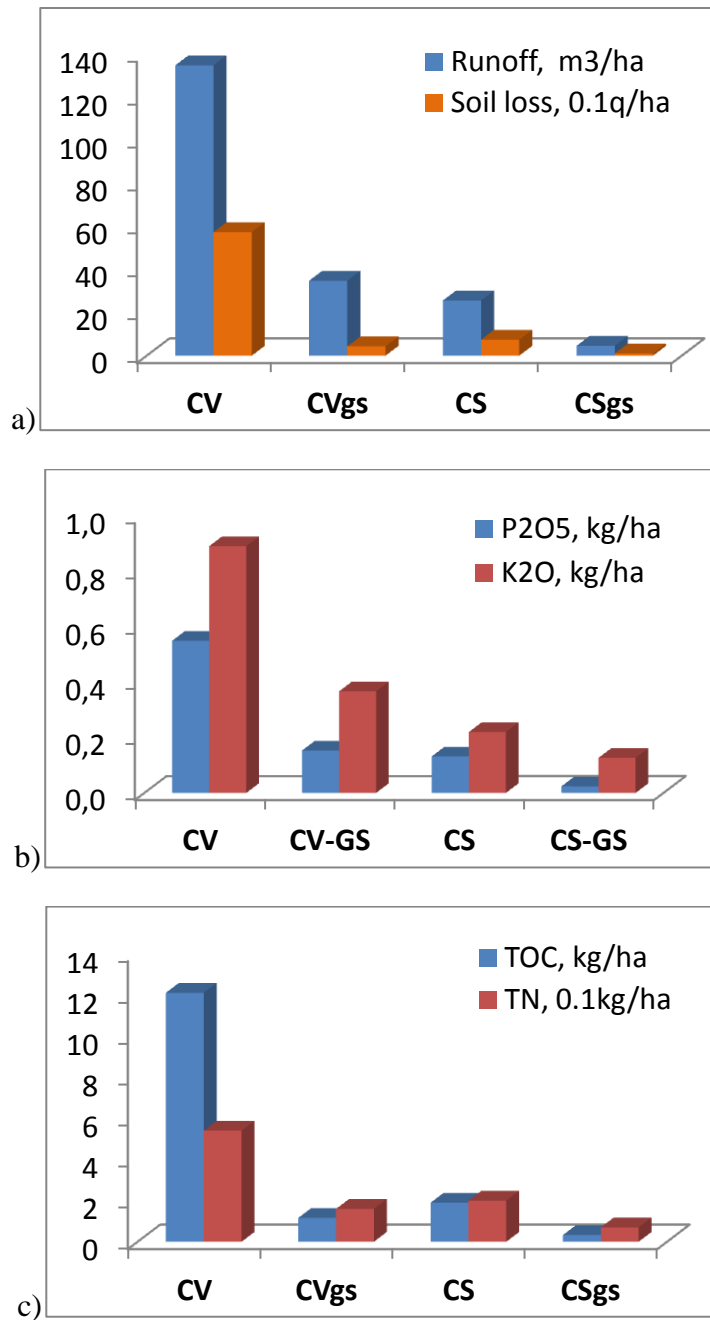 140
120
100
80
60
40
20
0
Runoff, m3/ha
Soil loss, 0.1q/ha
CV CVgs CS CSgs
a)
1,0
0,8
0,6
0,4
0,2
0,0
P2O5, kg/ha
K2O, kg/ha
CV CV-GS CS CS-GS
b)
14
12
10
8
6
4
2
0
TOC, kg/ha
TN, 0.1kg/ha
CV CVgs CS CSgs
c)